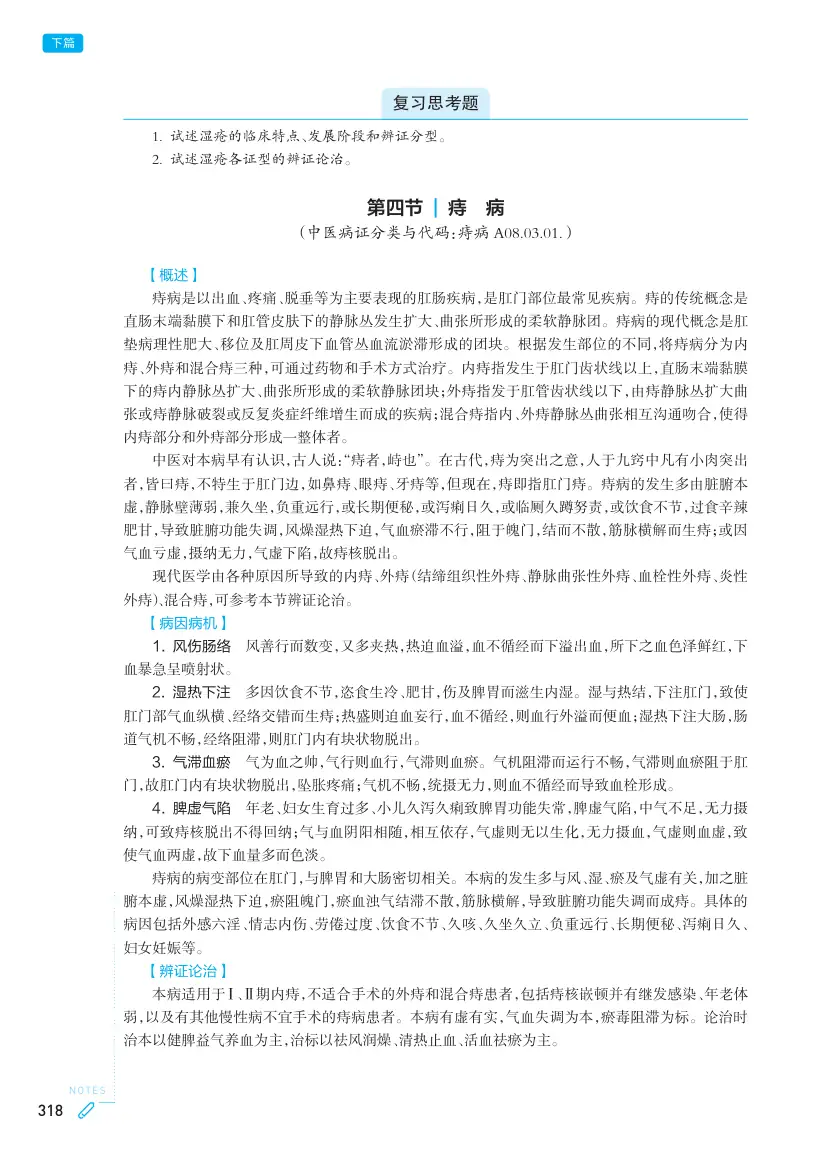 下篇
复习思考题
1. 试述湿疮的临床特点、发展阶段和辨证分型。
2. 试述湿疮各证型的辨证论治。
第四节 | 痔　病
（中医病证分类与代码：痔病 A08.03.01.）
【概述】
痔病是以出血、疼痛、脱垂等为主要表现的肛肠疾病，是肛门部位最常见疾病。痔的传统概念是
直肠末端黏膜下和肛管皮肤下的静脉丛发生扩大、曲张所形成的柔软静脉团。痔病的现代概念是肛
垫病理性肥大、移位及肛周皮下血管丛血流淤滞形成的团块。根据发生部位的不同，将痔病分为内
痔、外痔和混合痔三种，可通过药物和手术方式治疗。内痔指发生于肛门齿状线以上，直肠末端黏膜
下的痔内静脉丛扩大、曲张所形成的柔软静脉团块；外痔指发于肛管齿状线以下，由痔静脉丛扩大曲
张或痔静脉破裂或反复炎症纤维增生而成的疾病；混合痔指内、外痔静脉丛曲张相互沟通吻合，使得
内痔部分和外痔部分形成一整体者。
中医对本病早有认识，古人说：“痔者，峙也”。在古代，痔为突出之意，人于九窍中凡有小肉突出
者，皆曰痔，不特生于肛门边，如鼻痔、眼痔、牙痔等，但现在，痔即指肛门痔。痔病的发生多由脏腑本
虚，静脉壁薄弱，兼久坐，负重远行，或长期便秘，或泻痢日久，或临厕久蹲努责，或饮食不节，过食辛辣
肥甘，导致脏腑功能失调，风燥湿热下迫，气血瘀滞不行，阻于魄门，结而不散，筋脉横解而生痔；或因
气血亏虚，摄纳无力，气虚下陷，故痔核脱出。
现代医学由各种原因所导致的内痔、外痔（结缔组织性外痔、静脉曲张性外痔、血栓性外痔、炎性
外痔）、混合痔，可参考本节辨证论治。
【病因病机】
1. 风伤肠络　风善行而数变，又多夹热，热迫血溢，血不循经而下溢出血，所下之血色泽鲜红，下
血暴急呈喷射状。
2. 湿热下注　多因饮食不节，恣食生冷、肥甘，伤及脾胃而滋生内湿。湿与热结，下注肛门，致使
肛门部气血纵横、经络交错而生痔；热盛则迫血妄行，血不循经，则血行外溢而便血；湿热下注大肠，肠
道气机不畅，经络阻滞，则肛门内有块状物脱出。
3. 气滞血瘀　气为血之帅，气行则血行，气滞则血瘀。气机阻滞而运行不畅，气滞则血瘀阻于肛
门，故肛门内有块状物脱出，坠胀疼痛；气机不畅，统摄无力，则血不循经而导致血栓形成。
4. 脾虚气陷　年老、妇女生育过多、小儿久泻久痢致脾胃功能失常，脾虚气陷，中气不足，无力摄
纳，可致痔核脱出不得回纳；气与血阴阳相随，相互依存，气虚则无以生化，无力摄血，气虚则血虚，致
使气血两虚，故下血量多而色淡。
痔病的病变部位在肛门，与脾胃和大肠密切相关。本病的发生多与风、湿、瘀及气虚有关，加之脏
腑本虚，风燥湿热下迫，瘀阻魄门，瘀血浊气结滞不散，筋脉横解，导致脏腑功能失调而成痔。具体的
病因包括外感六淫、情志内伤、劳倦过度、饮食不节、久咳、久坐久立、负重远行、长期便秘、泻痢日久、
妇女妊娠等。
【辨证论治】
本病适用于Ⅰ、Ⅱ期内痔，不适合手术的外痔和混合痔患者，包括痔核嵌顿并有继发感染、年老体
弱，以及有其他慢性病不宜手术的痔病患者。本病有虚有实，气血失调为本，瘀毒阻滞为标。论治时
治本以健脾益气养血为主，治标以祛风润燥、清热止血、活血祛瘀为主。
NOTES
318